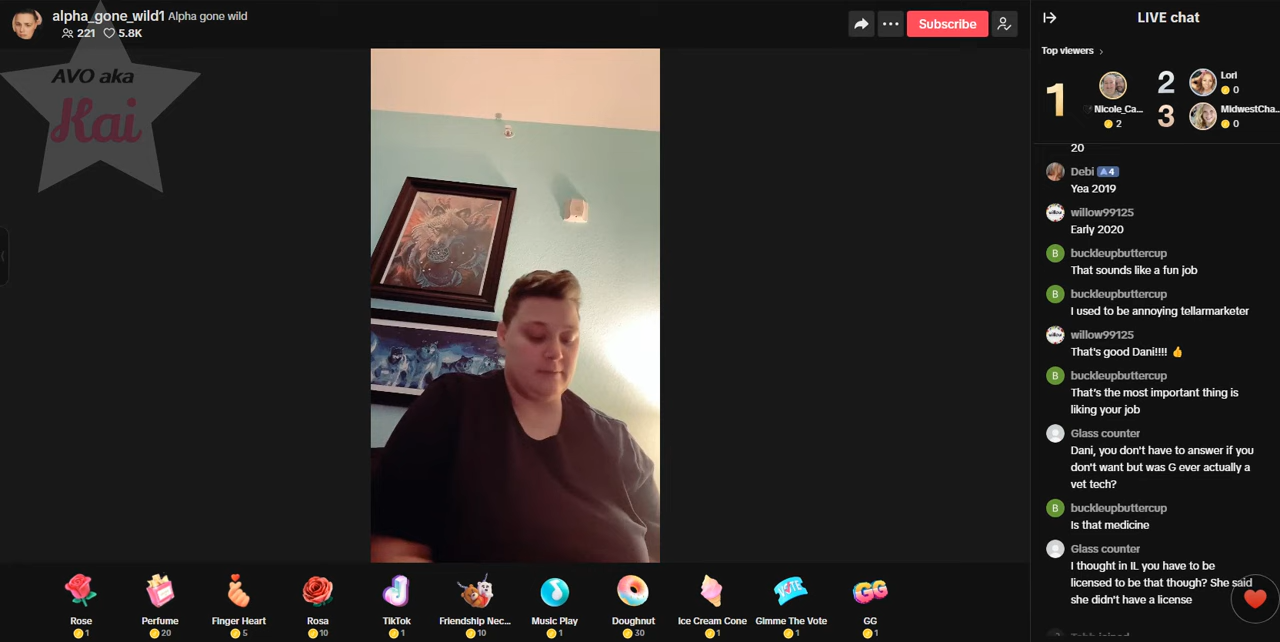 alpha_gone_wild1 Alpha gone wild
221 5.8K
Subscribe
AVO aka
Kai
LIVE chat
Top viewers
1
Nicole_Ca...
2
2
Lori
0
3
MidwestCha...
0
20
Debi 4
Yea 2019
willow99125
Early 2020
B buckleupbuttercup
That sounds like a fun job
B buckleupbuttercup
I used to be annoying tellarmarketer
willow99125
That's good Dani!!!! 👍
B buckleupbuttercup
That's the most important thing is
liking your job
Glass counter
Dani, you don't have to answer if you
don't want but was G ever actually a
vet tech?
B buckleupbuttercup
Is that medicine
Glass counter
I thought in IL you have to be
licensed to be that though? She said
she didn't have a license
Rose
1
Perfume
20
Finger Heart
5
Rosa
10
TikTok
1
Friendship Nec...
10
Music Play
1
Doughnut
30
Ice Cream Cone
1
VOTE
Gimme The Vote
1
GG
GG
1